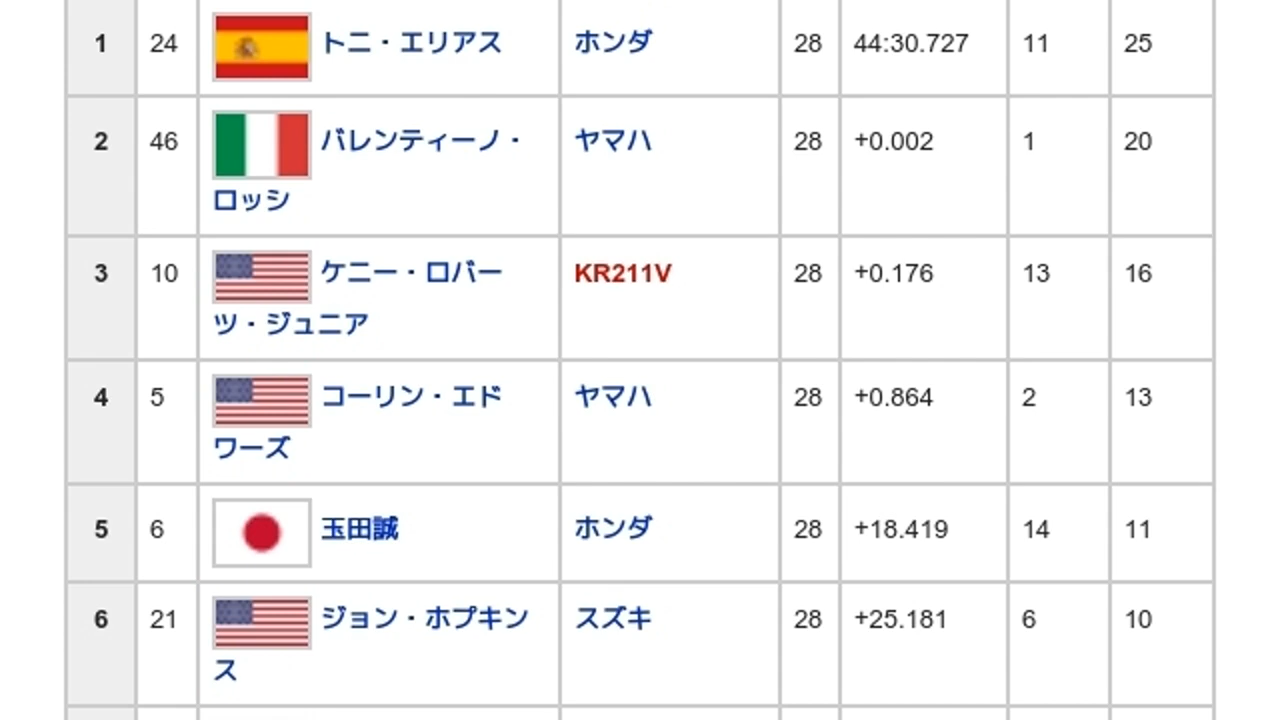 1 24 トニ・エリアス ホンダ 28 44:30.727 11 25
2 46 バレンティーノ・ ヤマハ 28 +0.002 1 20
ロッシ
3 10 ケニー・ロバー KR211V 28 +0.176 13 16
ツ・ジュニア
4 5 コーリン・エド ヤマハ 28 +0.864 2 13
ワーズ
5 6 玉田誠 ホンダ 28 +18.419 14 11
6 21 ジョン・ホプキン スズキ 28 +25.181 6 10
ス